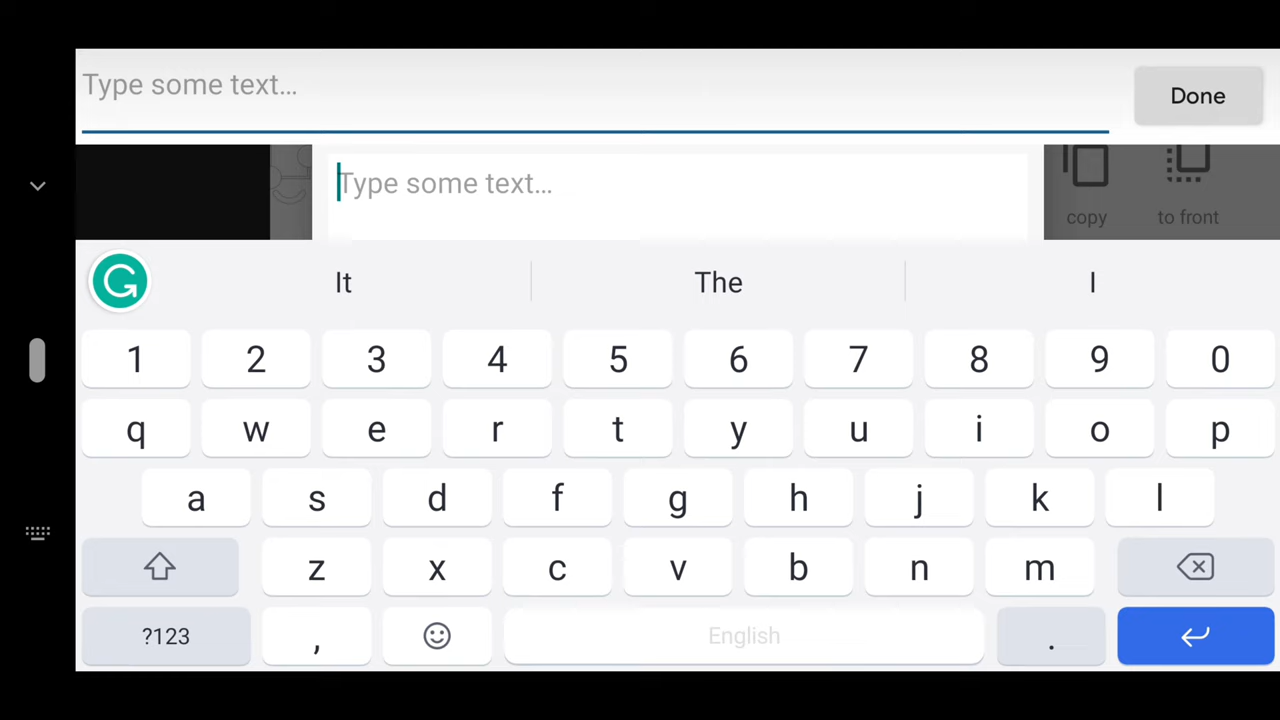 Type some text...
Done
Type some text...
copy
to front
It
The
I
1 2 3 4 5 6 7 8 9 0
q w e r t y u i o p
a s d f g h j k l
z x c v b n m
?123 , English .